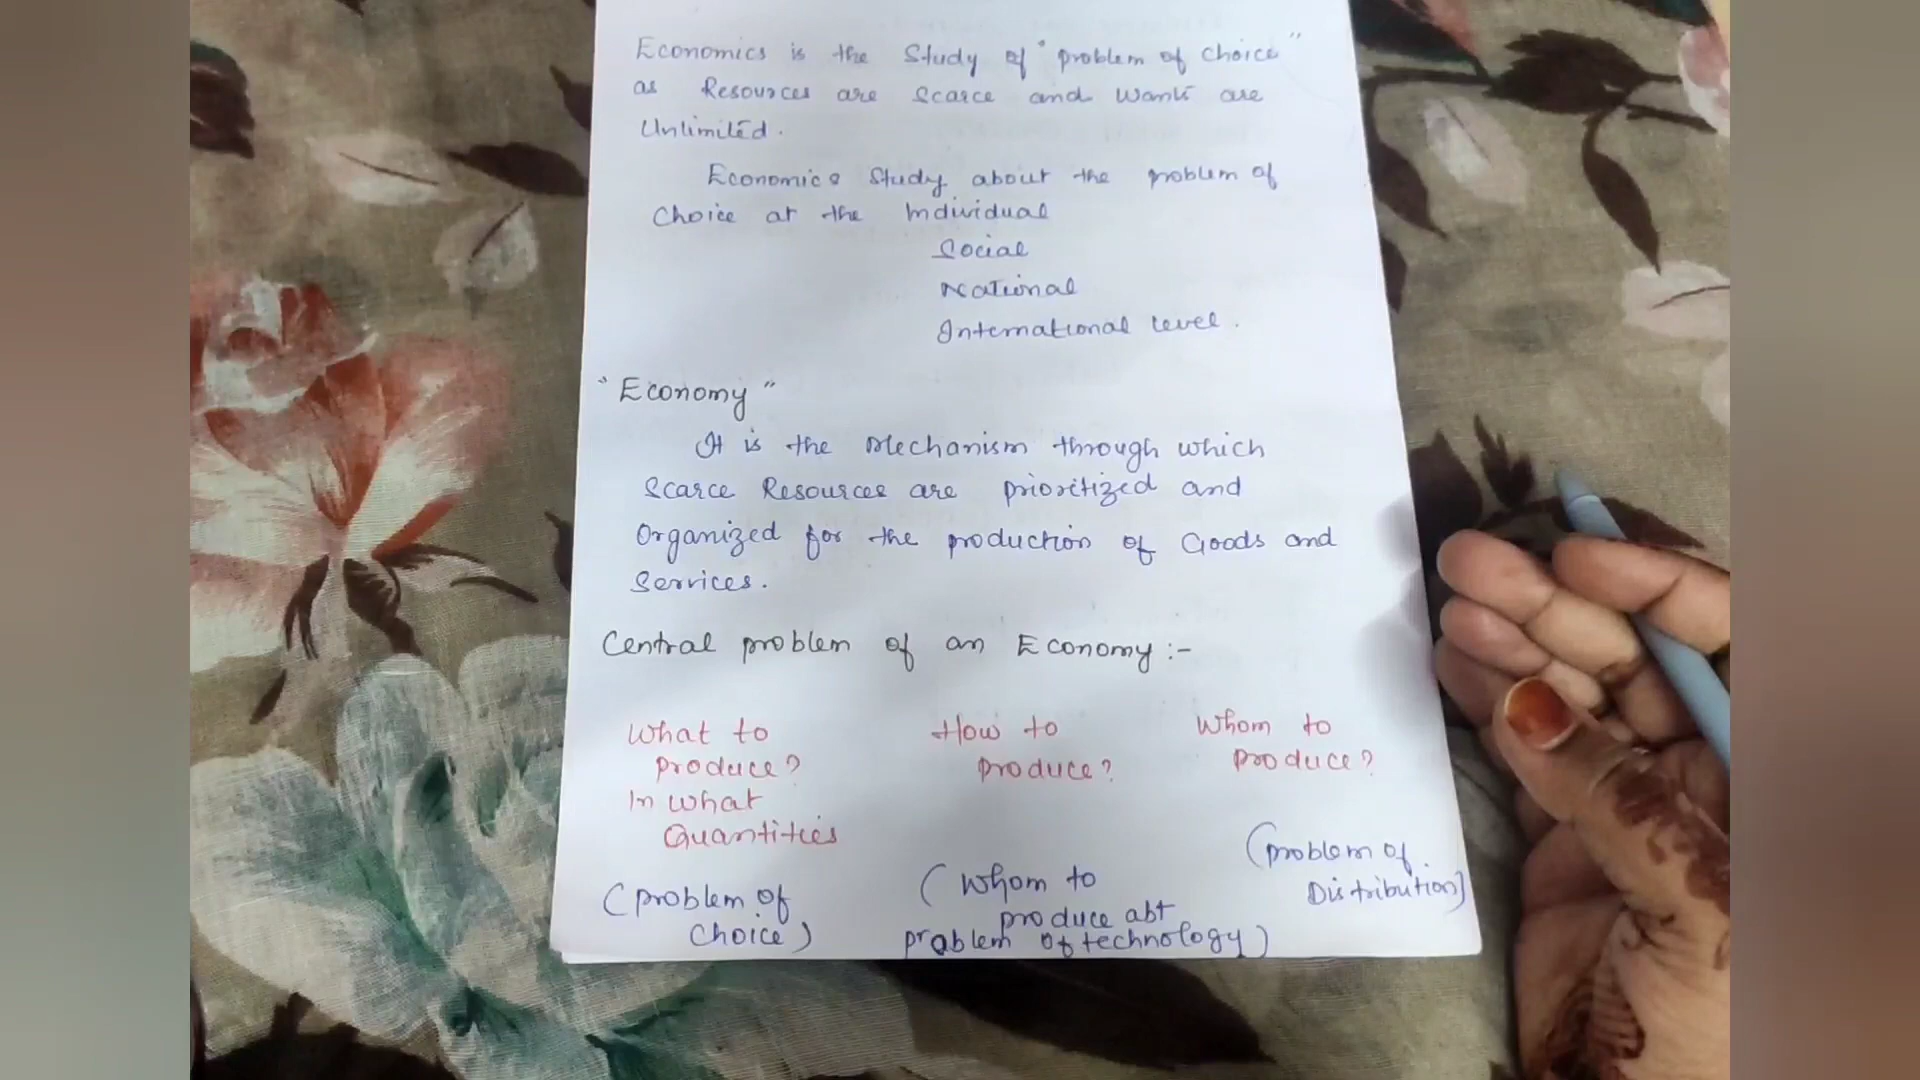 Economics is the Study of "problem of choice"
as Resources are Scarce and Wants are
Unlimited.
Economics Study about the problem of
Choice at the Individual
Social
National
International level.
"Economy"
It is the Mechanism through which
Scarce Resources are prioritized and
Organized for the production of Goods and
Services.
Central problem of an Economy :-
What to
produce?
In what
Quantities
(problem of
Choice)
How to
produce?
(Whom to
produce abt
problem of technology)
Whom to
produce?
(problem of
Distribution)